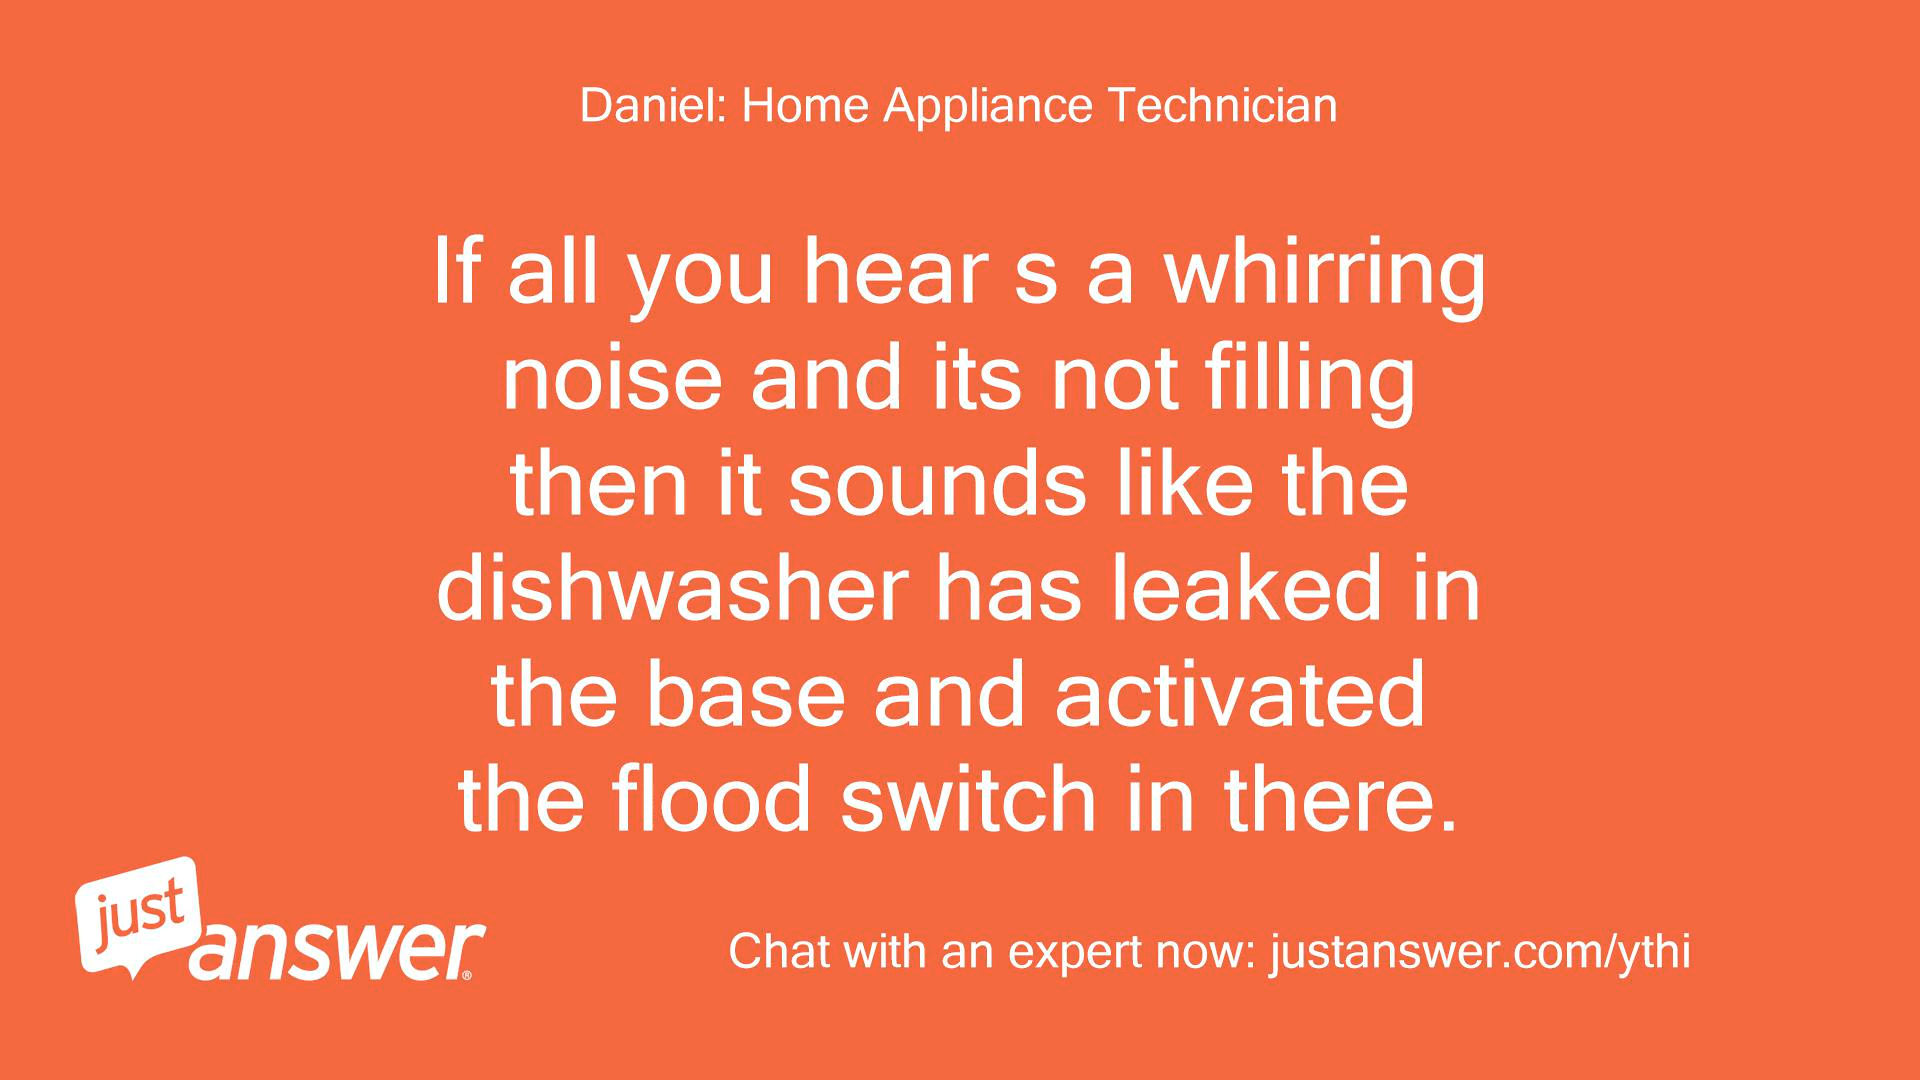 Daniel: Home Appliance Technician
If all you hear s a whirring
noise and its not filling
then it sounds like the
dishwasher has leaked in
the base and activated
the flood switch in there.
just
answer®
Chat with an expert now: justanswer.com/ythi